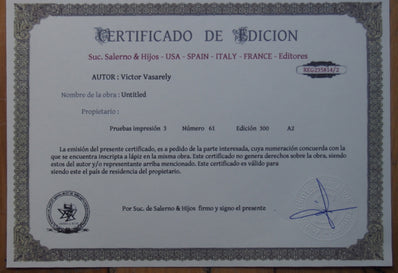 CERTIFICADO DE EDICION
Suc. Salerno & Hijos - USA - SPAIN - ITALY - FRANCE - Editores
AUTOR : Victor Vasarely
Nombre de la obra : Untitled
Propietario :
Pruebas impresión 3 Número 61 Edición 300 A2
La emisión del presente certificado, es a pedido de la parte interesada, cuya numeración concuerda con la
que se encuentra inscripta a lápiz en la misma obra. Este certificado no genera derechos sobre la obra, siendo
estos del autor y/o representante arriba mencionado. Este certificado es válido para
siendo este el país de residencia del propietario.
Por Suc. de Salerno & Hijos firmo y signo el presente